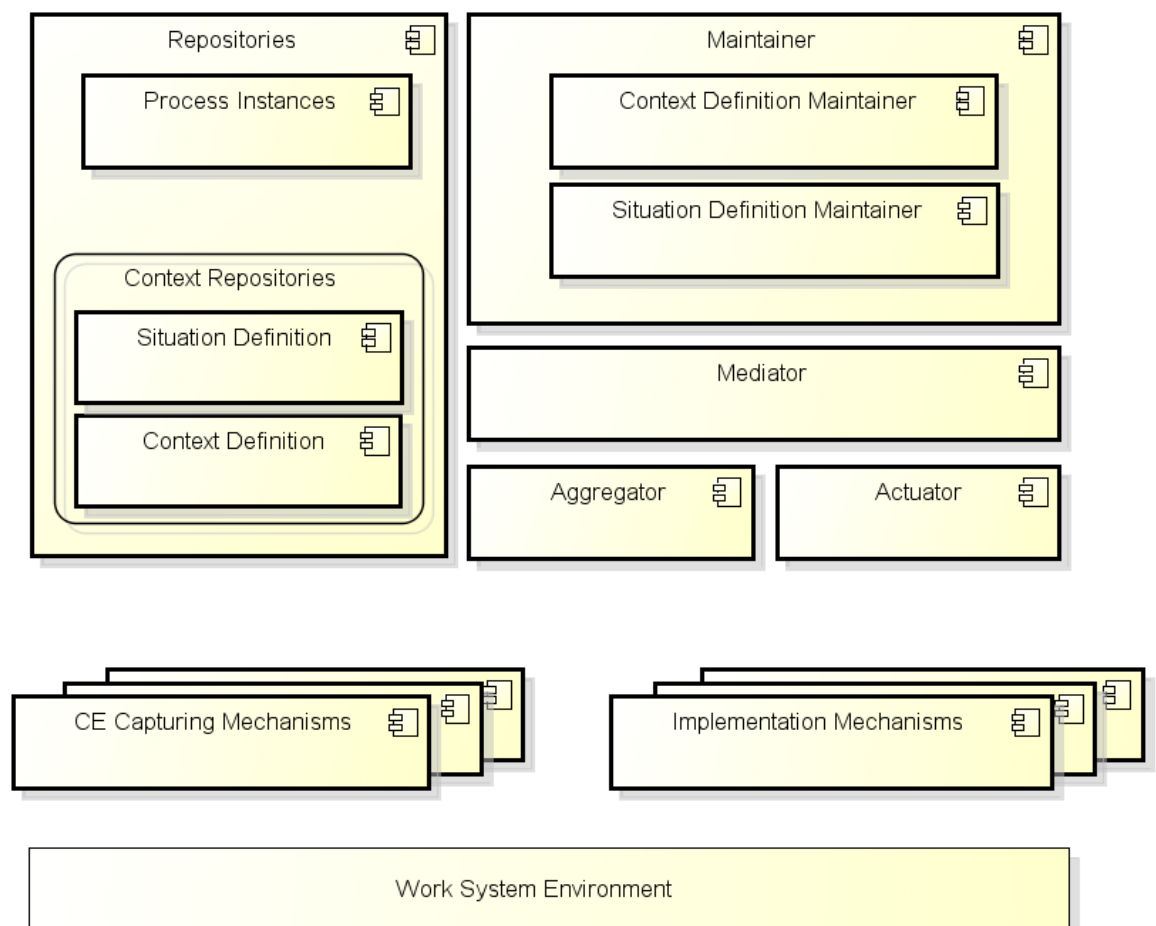 Repositories
Process Instances
Context Repositories
Situation Definition
Context Definition
Maintainer
Context Definition Maintainer
Situation Definition Maintainer
Mediator
Aggregator
Actuator
CE Capturing Mechanisms
Implementation Mechanisms
Work System Environment